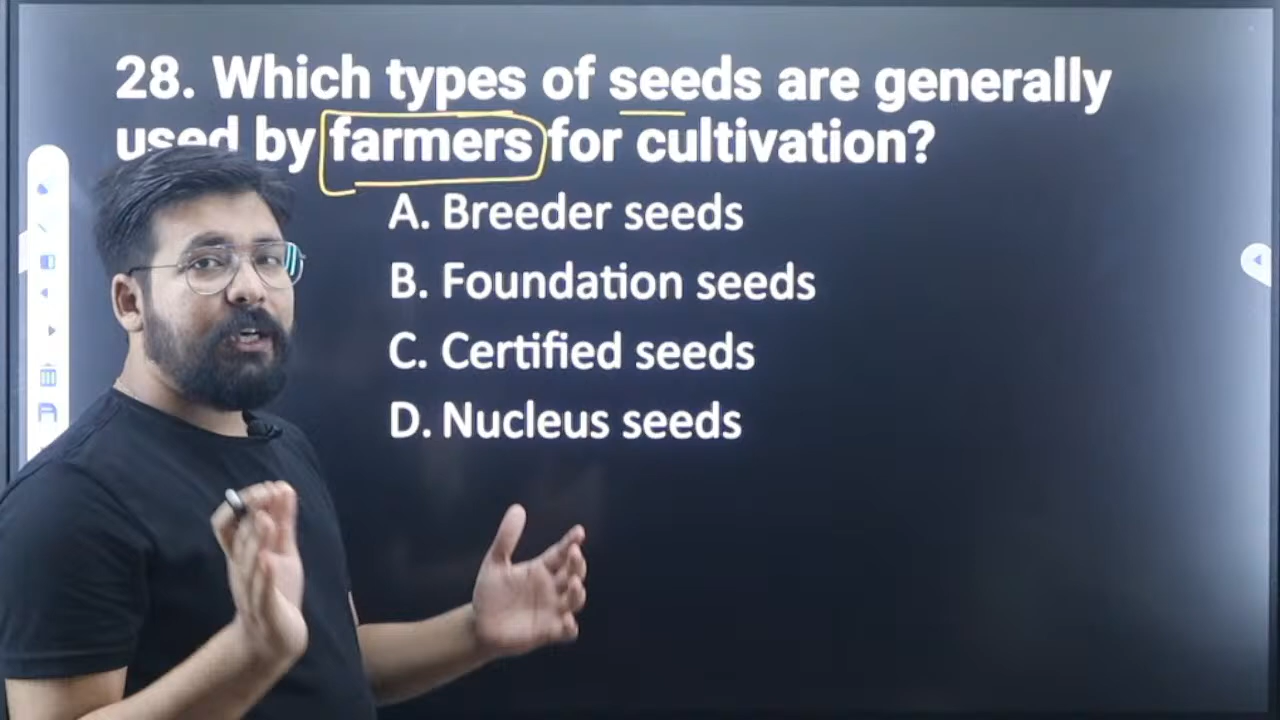 28. Which types of seeds are generally
used by farmers for cultivation?
A. Breeder seeds
B. Foundation seeds
C. Certified seeds
D. Nucleus seeds